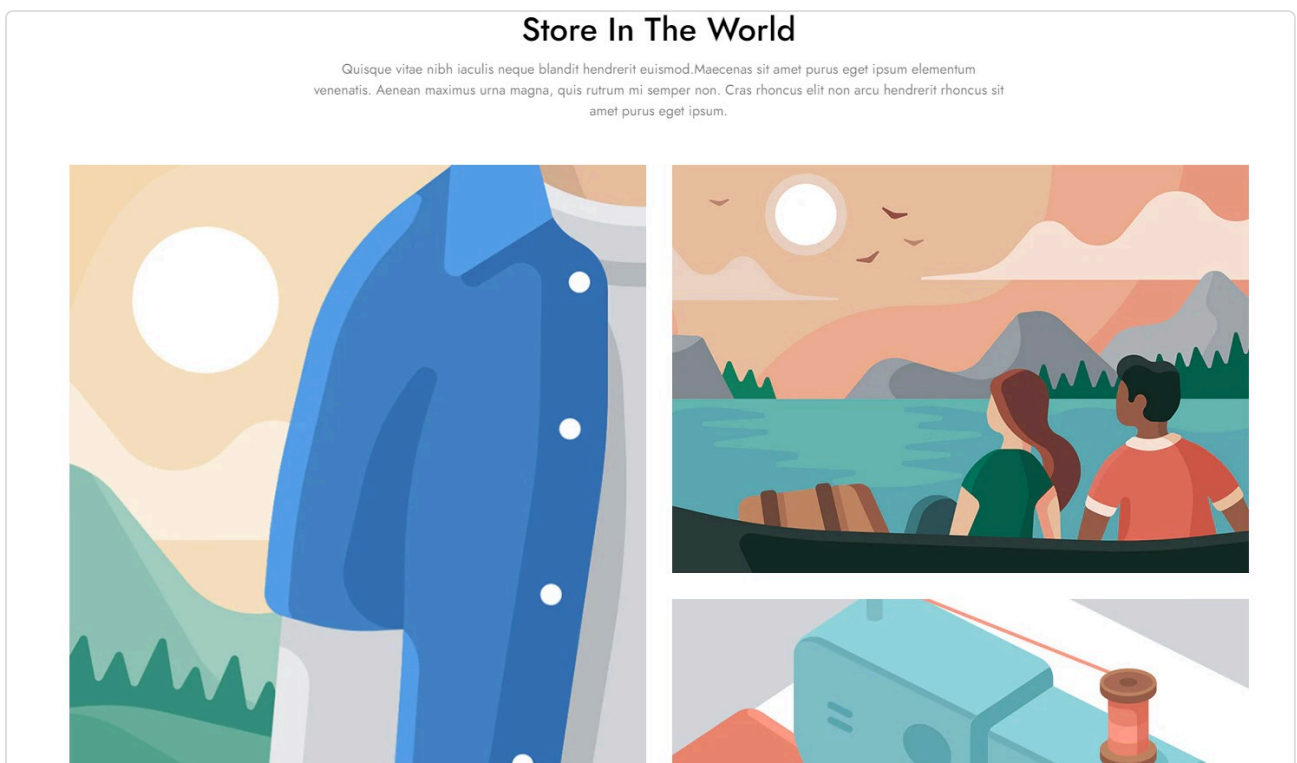 Store In The World
Quisque vitae nibh iaculis neque blandit hendrerit euismod.Maecenas sit amet purus eget ipsum elementum
venenatis. Aenean maximus urna magna, quis rutrum mi semper non. Cras rhoncus elit non arcu hendrerit rhoncus sit
amet purus eget ipsum.